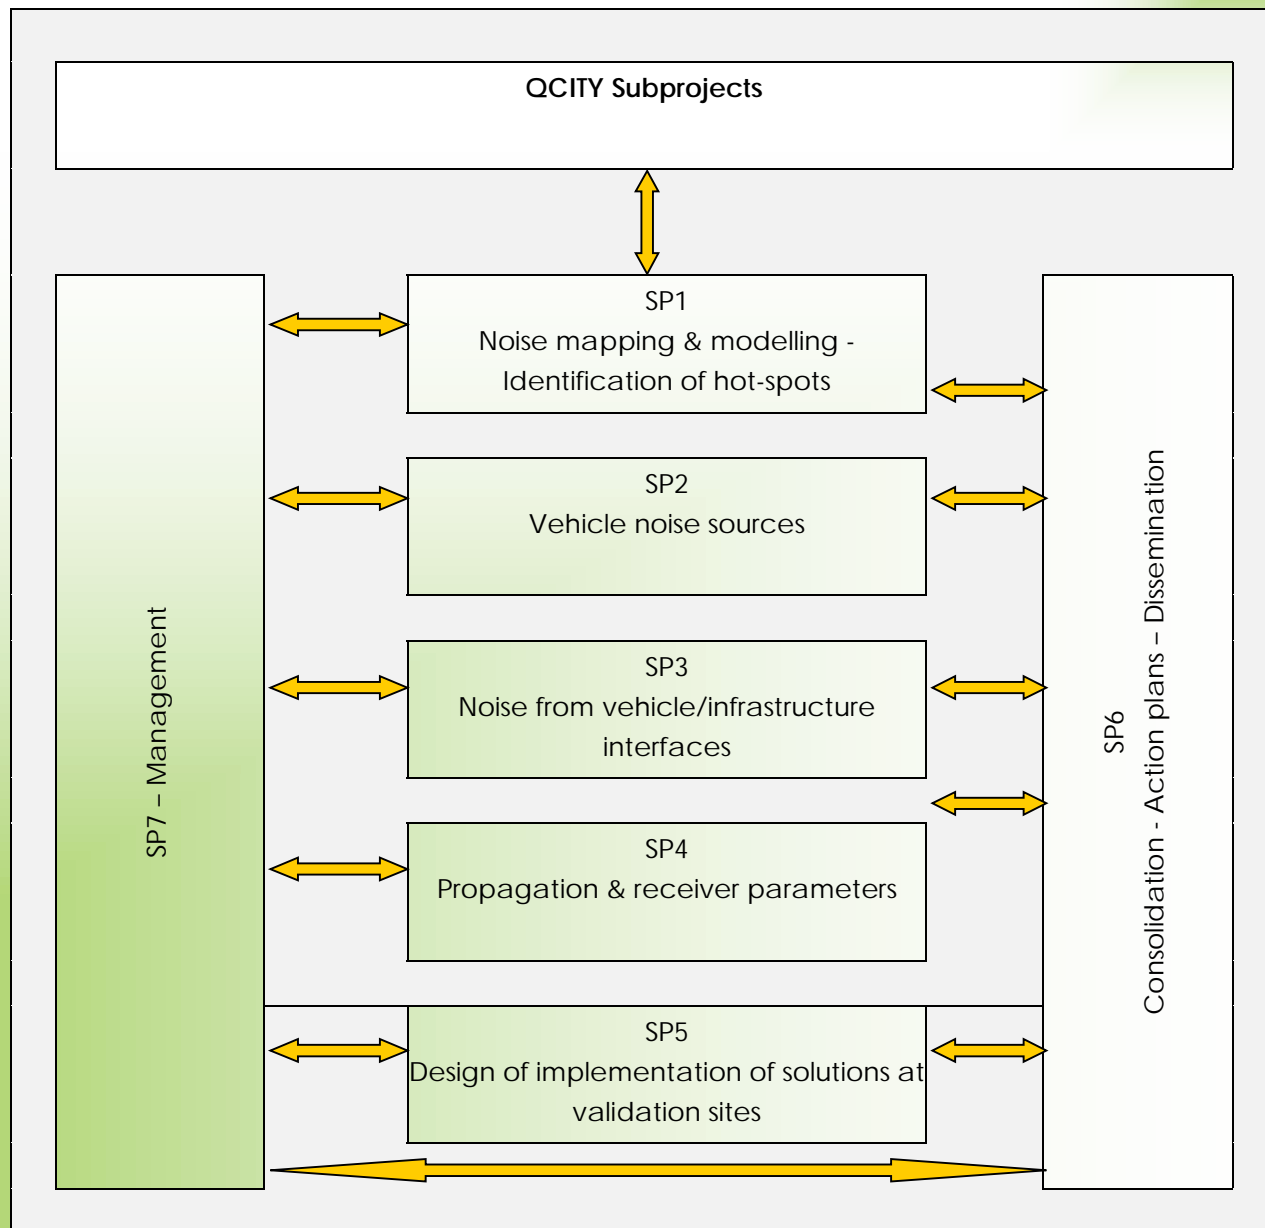 QCITY Subprojects
SP1
Noise mapping & modelling -
Identification of hot-spots
SP2
Vehicle noise sources
SP3
Noise from vehicle/infrastructure
interfaces
SP4
Propagation & receiver parameters
SP5
Design of implementation of solutions at
validation sites
SP7 – Management
SP6
Consolidation - Action plans – Dissemination